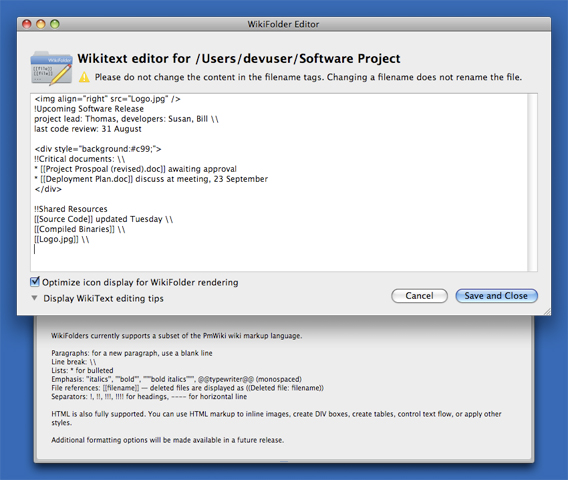 WikiFolder Editor
WikiFolder
[[file]]
[[file]]
Wikitext editor for /Users/devuser/Software Project
Please do not change the content in the filename tags. Changing a filename does not rename the file.
<img align="right" src="Logo.jpg" />
!Upcoming Software Release
project lead: Thomas, developers: Susan, Bill \\
last code review: 31 August
<div style="background:#c99;">
!!Critical documents: \\
* [[Project Prospoal (revised).doc]] awaiting approval
* [[Deployment Plan.doc]] discuss at meeting, 23 September
</div>
!!Shared Resources
[[Source Code]] updated Tuesday \\
[[Compiled Binaries]] \\
[[Logo.jpg]] \\
Optimize icon display for WikiFolder rendering
Display WikiText editing tips
Cancel
Save and Close
WikiFolders currently supports a subset of the PmWiki wiki markup language.
Paragraphs: for a new paragraph, use a blank line
Line break: \\
Lists: * for bulleted
Emphasis: ''italics'', '''bold''', '''''bold italics''''', @@typewriter@@ (monospaced)
File references: [[filename]] — deleted files are displayed as ((Deleted file: filename))
Separators: !, !!, !!!, !!!! for headings, ---- for horizontal line
HTML is also fully supported. You can use HTML markup to inline images, create DIV boxes, create tables, control text flow, or apply other
styles.
Additional formatting options will be made available in a future release.